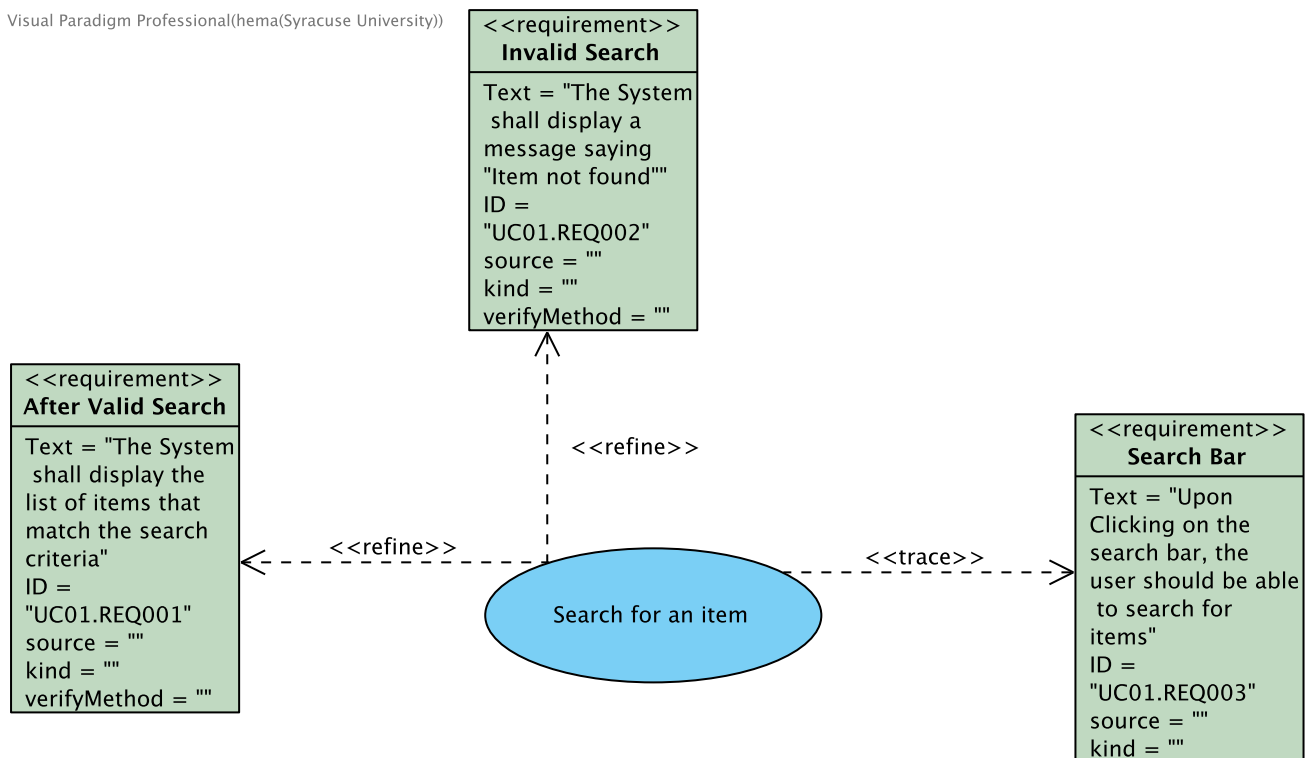 Visual Paradigm Professional(hema(Syracuse University))
<<requirement>>
Invalid Search
Text = "The System
shall display a
message saying
"Item not found""
ID =
"UC01.REQ002"
source = ""
kind = ""
verifyMethod = ""
<<refine>>
<<requirement>>
After Valid Search
Text = "The System
shall display the
list of items that
match the search
criteria"
ID =
"UC01.REQ001"
source = ""
kind = ""
verifyMethod = ""
<<refine>>
Search for an item
<<trace>>
<<requirement>>
Search Bar
Text = "Upon
Clicking on the
search bar, the
user should be able
to search for
items"
ID =
"UC01.REQ003"
source = ""
kind = ""